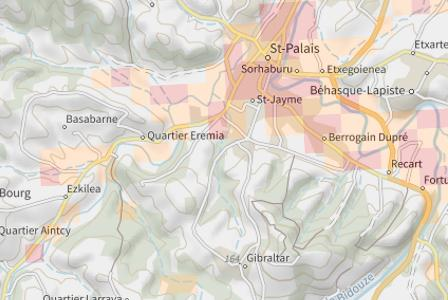 St-Palais
Etxarte
Sorhaburu
Etxegoienea
Béhasque-Lapiste
St-Jayme
Basabarne
Quartier Eremia
Berrogain Dupré
Recart
Fortu
Bourg
Ezkilea
Quartier Aintcy
164
Gibraltar
Ridouze
Quartier Larraya